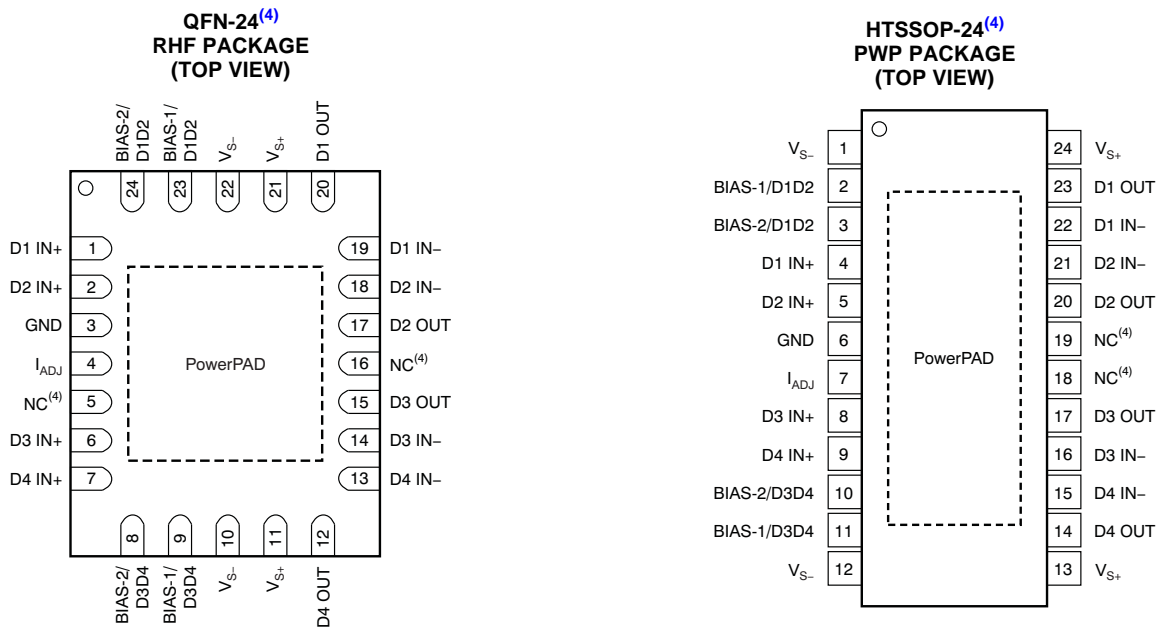 QFN-24(4)
RHF PACKAGE
(TOP VIEW)
BIAS-2/
D1D2
BIAS-1/
D1D2
VS–
VS+
D1 OUT
24 23 22 21 20
D1 IN+ 1 19 D1 IN–
D2 IN+ 2 18 D2 IN–
GND 3 17 D2 OUT
IADJ 4 PowerPAD 16 NC(4)
NC(4) 5 15 D3 OUT
D3 IN+ 6 14 D3 IN–
D4 IN+ 7 13 D4 IN–
8 9 10 11 12
BIAS-2/
D3D4
BIAS-1/
D3D4
VS–
VS+
D4 OUT
HTSSOP-24(4)
PWP PACKAGE
(TOP VIEW)
VS– 1 24 VS+
BIAS-1/D1D2 2 23 D1 OUT
BIAS-2/D1D2 3 22 D1 IN–
D1 IN+ 4 21 D2 IN–
D2 IN+ 5 20 D2 OUT
GND 6 19 NC(4)
PowerPAD
IADJ 7 18 NC(4)
D3 IN+ 8 17 D3 OUT
D4 IN+ 9 16 D3 IN–
BIAS-2/D3D4 10 15 D4 IN–
BIAS-1/D3D4 11 14 D4 OUT
VS– 12 13 VS+